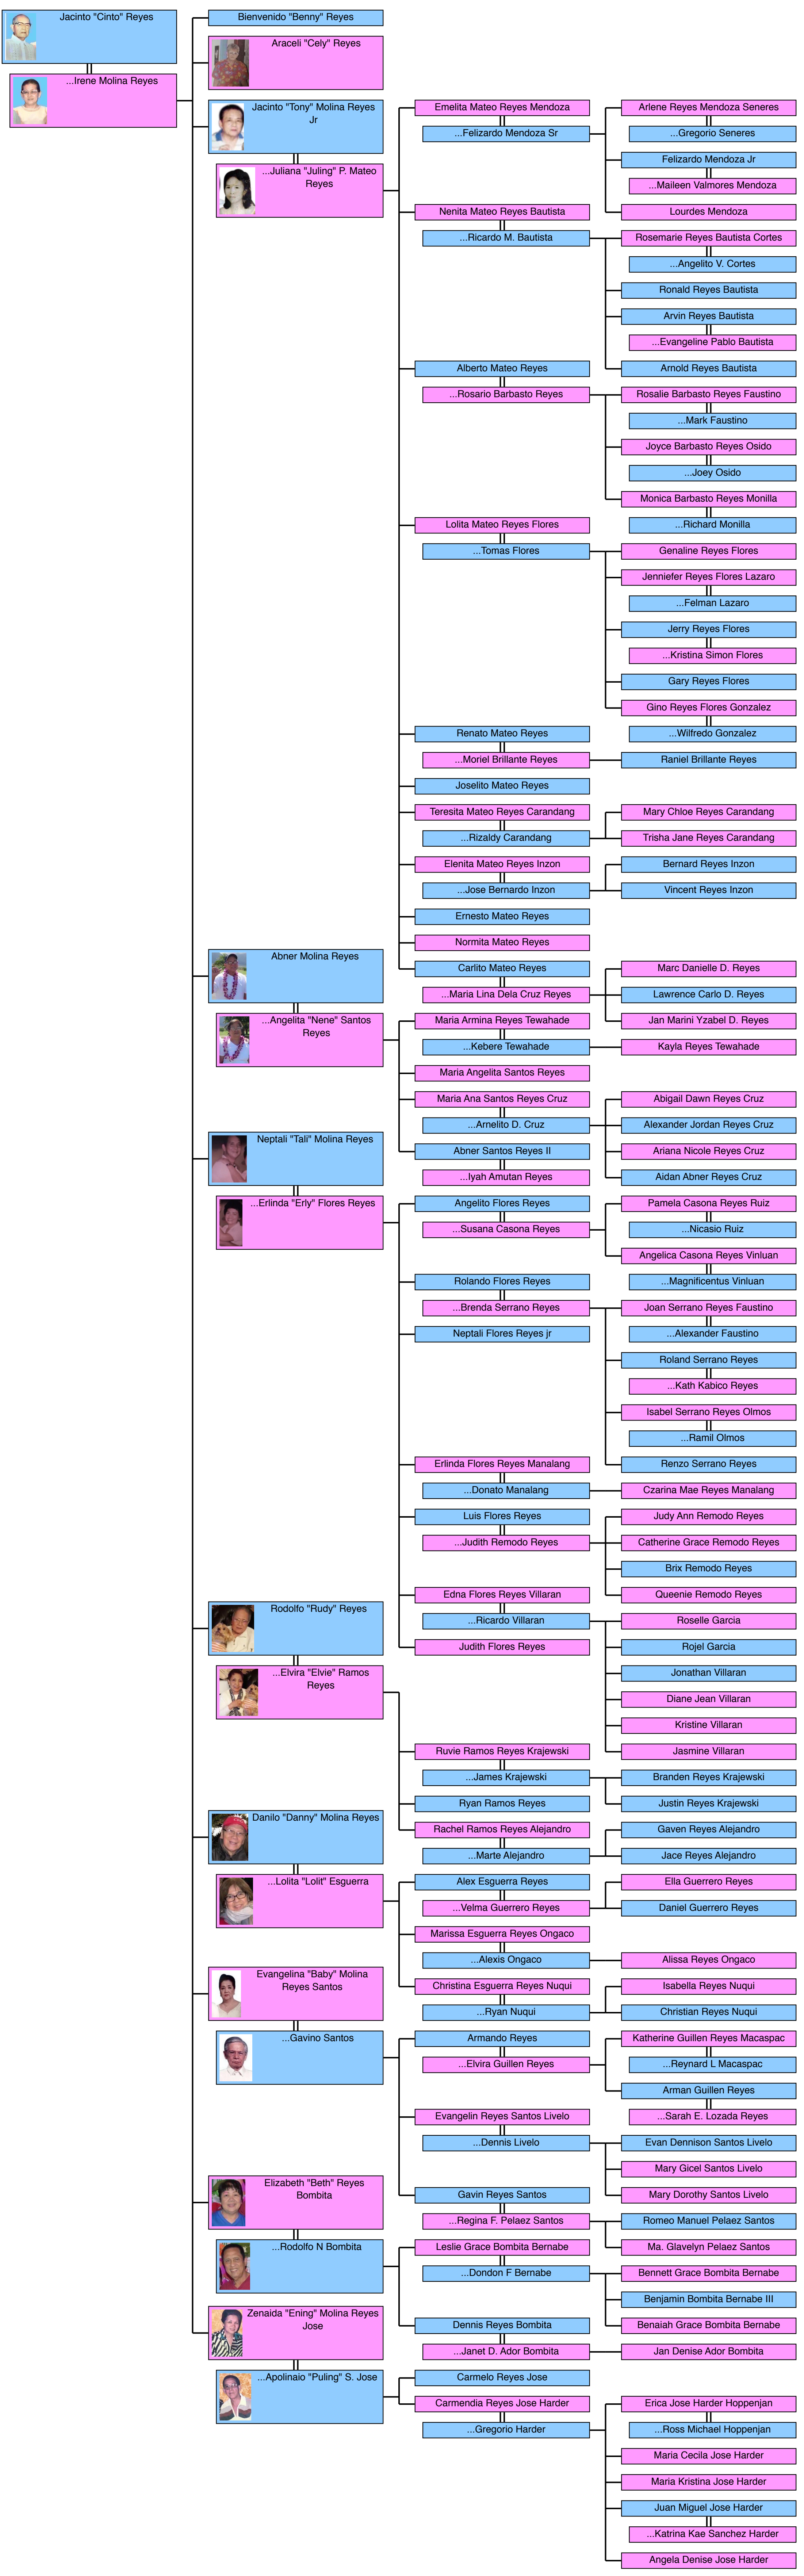 Jacinto "Cinto" Reyes
...Irene Molina Reyes
Bienvenido "Benny" Reyes
Araceli "Cely" Reyes
Jacinto "Tony" Molina Reyes
Jr
...Juliana "Juling" P. Mateo
Reyes
Emelita Mateo Reyes Mendoza
...Felizardo Mendoza Sr
Arlene Reyes Mendoza Seneres
...Gregorio Seneres
Felizardo Mendoza Jr
...Maileen Valmores Mendoza
Lourdes Mendoza
Nenita Mateo Reyes Bautista
...Ricardo M. Bautista
Rosemarie Reyes Bautista Cortes
...Angelito V. Cortes
Ronald Reyes Bautista
Arvin Reyes Bautista
...Evangeline Pablo Bautista
Arnold Reyes Bautista
Alberto Mateo Reyes
...Rosario Barbasto Reyes
Rosalie Barbasto Reyes Faustino
...Mark Faustino
Joyce Barbasto Reyes Osido
...Joey Osido
Monica Barbasto Reyes Monilla
...Richard Monilla
Lolita Mateo Reyes Flores
...Tomas Flores
Genaline Reyes Flores
Jenniefer Reyes Flores Lazaro
...Felman Lazaro
Jerry Reyes Flores
...Kristina Simon Flores
Gary Reyes Flores
Gino Reyes Flores Gonzalez
...Wilfredo Gonzalez
Renato Mateo Reyes
...Moriel Brillante Reyes
Raniel Brillante Reyes
Joselito Mateo Reyes
Teresita Mateo Reyes Carandang
...Rizaldy Carandang
Mary Chloe Reyes Carandang
Trisha Jane Reyes Carandang
Elenita Mateo Reyes Inzon
...Jose Bernardo Inzon
Bernard Reyes Inzon
Vincent Reyes Inzon
Ernesto Mateo Reyes
Normita Mateo Reyes
Carlito Mateo Reyes
...Maria Lina Dela Cruz Reyes
Marc Danielle D. Reyes
Lawrence Carlo D. Reyes
Jan Marini Yzabel D. Reyes
Abner Molina Reyes
...Angelita "Nene" Santos
Reyes
Maria Armina Reyes Tewahade
...Kebere Tewahade
Kayla Reyes Tewahade
Maria Angelita Santos Reyes
Maria Ana Santos Reyes Cruz
...Arnelito D. Cruz
Abigail Dawn Reyes Cruz
Alexander Jordan Reyes Cruz
Ariana Nicole Reyes Cruz
Aidan Abner Reyes Cruz
Abner Santos Reyes II
...Iyah Amutan Reyes
Neptali "Tali" Molina Reyes
...Erlinda "Erly" Flores Reyes
Angelito Flores Reyes
...Susana Casona Reyes
Pamela Casona Reyes Ruiz
...Nicasio Ruiz
Angelica Casona Reyes Vinluan
...Magnificentus Vinluan
Rolando Flores Reyes
...Brenda Serrano Reyes
Joan Serrano Reyes Faustino
...Alexander Faustino
Roland Serrano Reyes
...Kath Kabico Reyes
Isabel Serrano Reyes Olmos
...Ramil Olmos
Renzo Serrano Reyes
Neptali Flores Reyes jr
Erlinda Flores Reyes Manalang
...Donato Manalang
Czarina Mae Reyes Manalang
Luis Flores Reyes
...Judith Remodo Reyes
Judy Ann Remodo Reyes
Catherine Grace Remodo Reyes
Brix Remodo Reyes
Queenie Remodo Reyes
Edna Flores Reyes Villaran
...Ricardo Villaran
Roselle Garcia
Rojel Garcia
Jonathan Villaran
Diane Jean Villaran
Kristine Villaran
Jasmine Villaran
Judith Flores Reyes
Rodolfo "Rudy" Reyes
...Elvira "Elvie" Ramos
Reyes
Ruvie Ramos Reyes Krajewski
...James Krajewski
Branden Reyes Krajewski
Justin Reyes Krajewski
Ryan Ramos Reyes
Rachel Ramos Reyes Alejandro
...Marte Alejandro
Gaven Reyes Alejandro
Jace Reyes Alejandro
Danilo "Danny" Molina Reyes
...Lolita "Lolit" Esguerra
Alex Esguerra Reyes
...Velma Guerrero Reyes
Ella Guerrero Reyes
Daniel Guerrero Reyes
Marissa Esguerra Reyes Ongaco
...Alexis Ongaco
Alissa Reyes Ongaco
Christina Esguerra Reyes Nuqui
...Ryan Nuqui
Isabella Reyes Nuqui
Christian Reyes Nuqui
Evangelina "Baby" Molina
Reyes Santos
...Gavino Santos
Armando Reyes
...Elvira Guillen Reyes
Katherine Guillen Reyes Macaspac
...Reynard L Macaspac
Arman Guillen Reyes
...Sarah E. Lozada Reyes
Evangelin Reyes Santos Livelo
...Dennis Livelo
Evan Dennison Santos Livelo
Mary Gicel Santos Livelo
Mary Dorothy Santos Livelo
Gavin Reyes Santos
...Regina F. Pelaez Santos
Romeo Manuel Pelaez Santos
Ma. Glavelyn Pelaez Santos
Elizabeth "Beth" Reyes
Bombita
...Rodolfo N Bombita
Leslie Grace Bombita Bernabe
...Dondon F Bernabe
Bennett Grace Bombita Bernabe
Benjamin Bombita Bernabe III
Benaiah Grace Bombita Bernabe
Dennis Reyes Bombita
...Janet D. Ador Bombita
Jan Denise Ador Bombita
Zenaida "Ening" Molina Reyes
Jose
...Apolinaio "Puling" S. Jose
Carmelo Reyes Jose
Carmendia Reyes Jose Harder
...Gregorio Harder
Erica Jose Harder Hoppenjan
...Ross Michael Hoppenjan
Maria Cecila Jose Harder
Maria Kristina Jose Harder
Juan Miguel Jose Harder
...Katrina Kae Sanchez Harder
Angela Denise Jose Harder